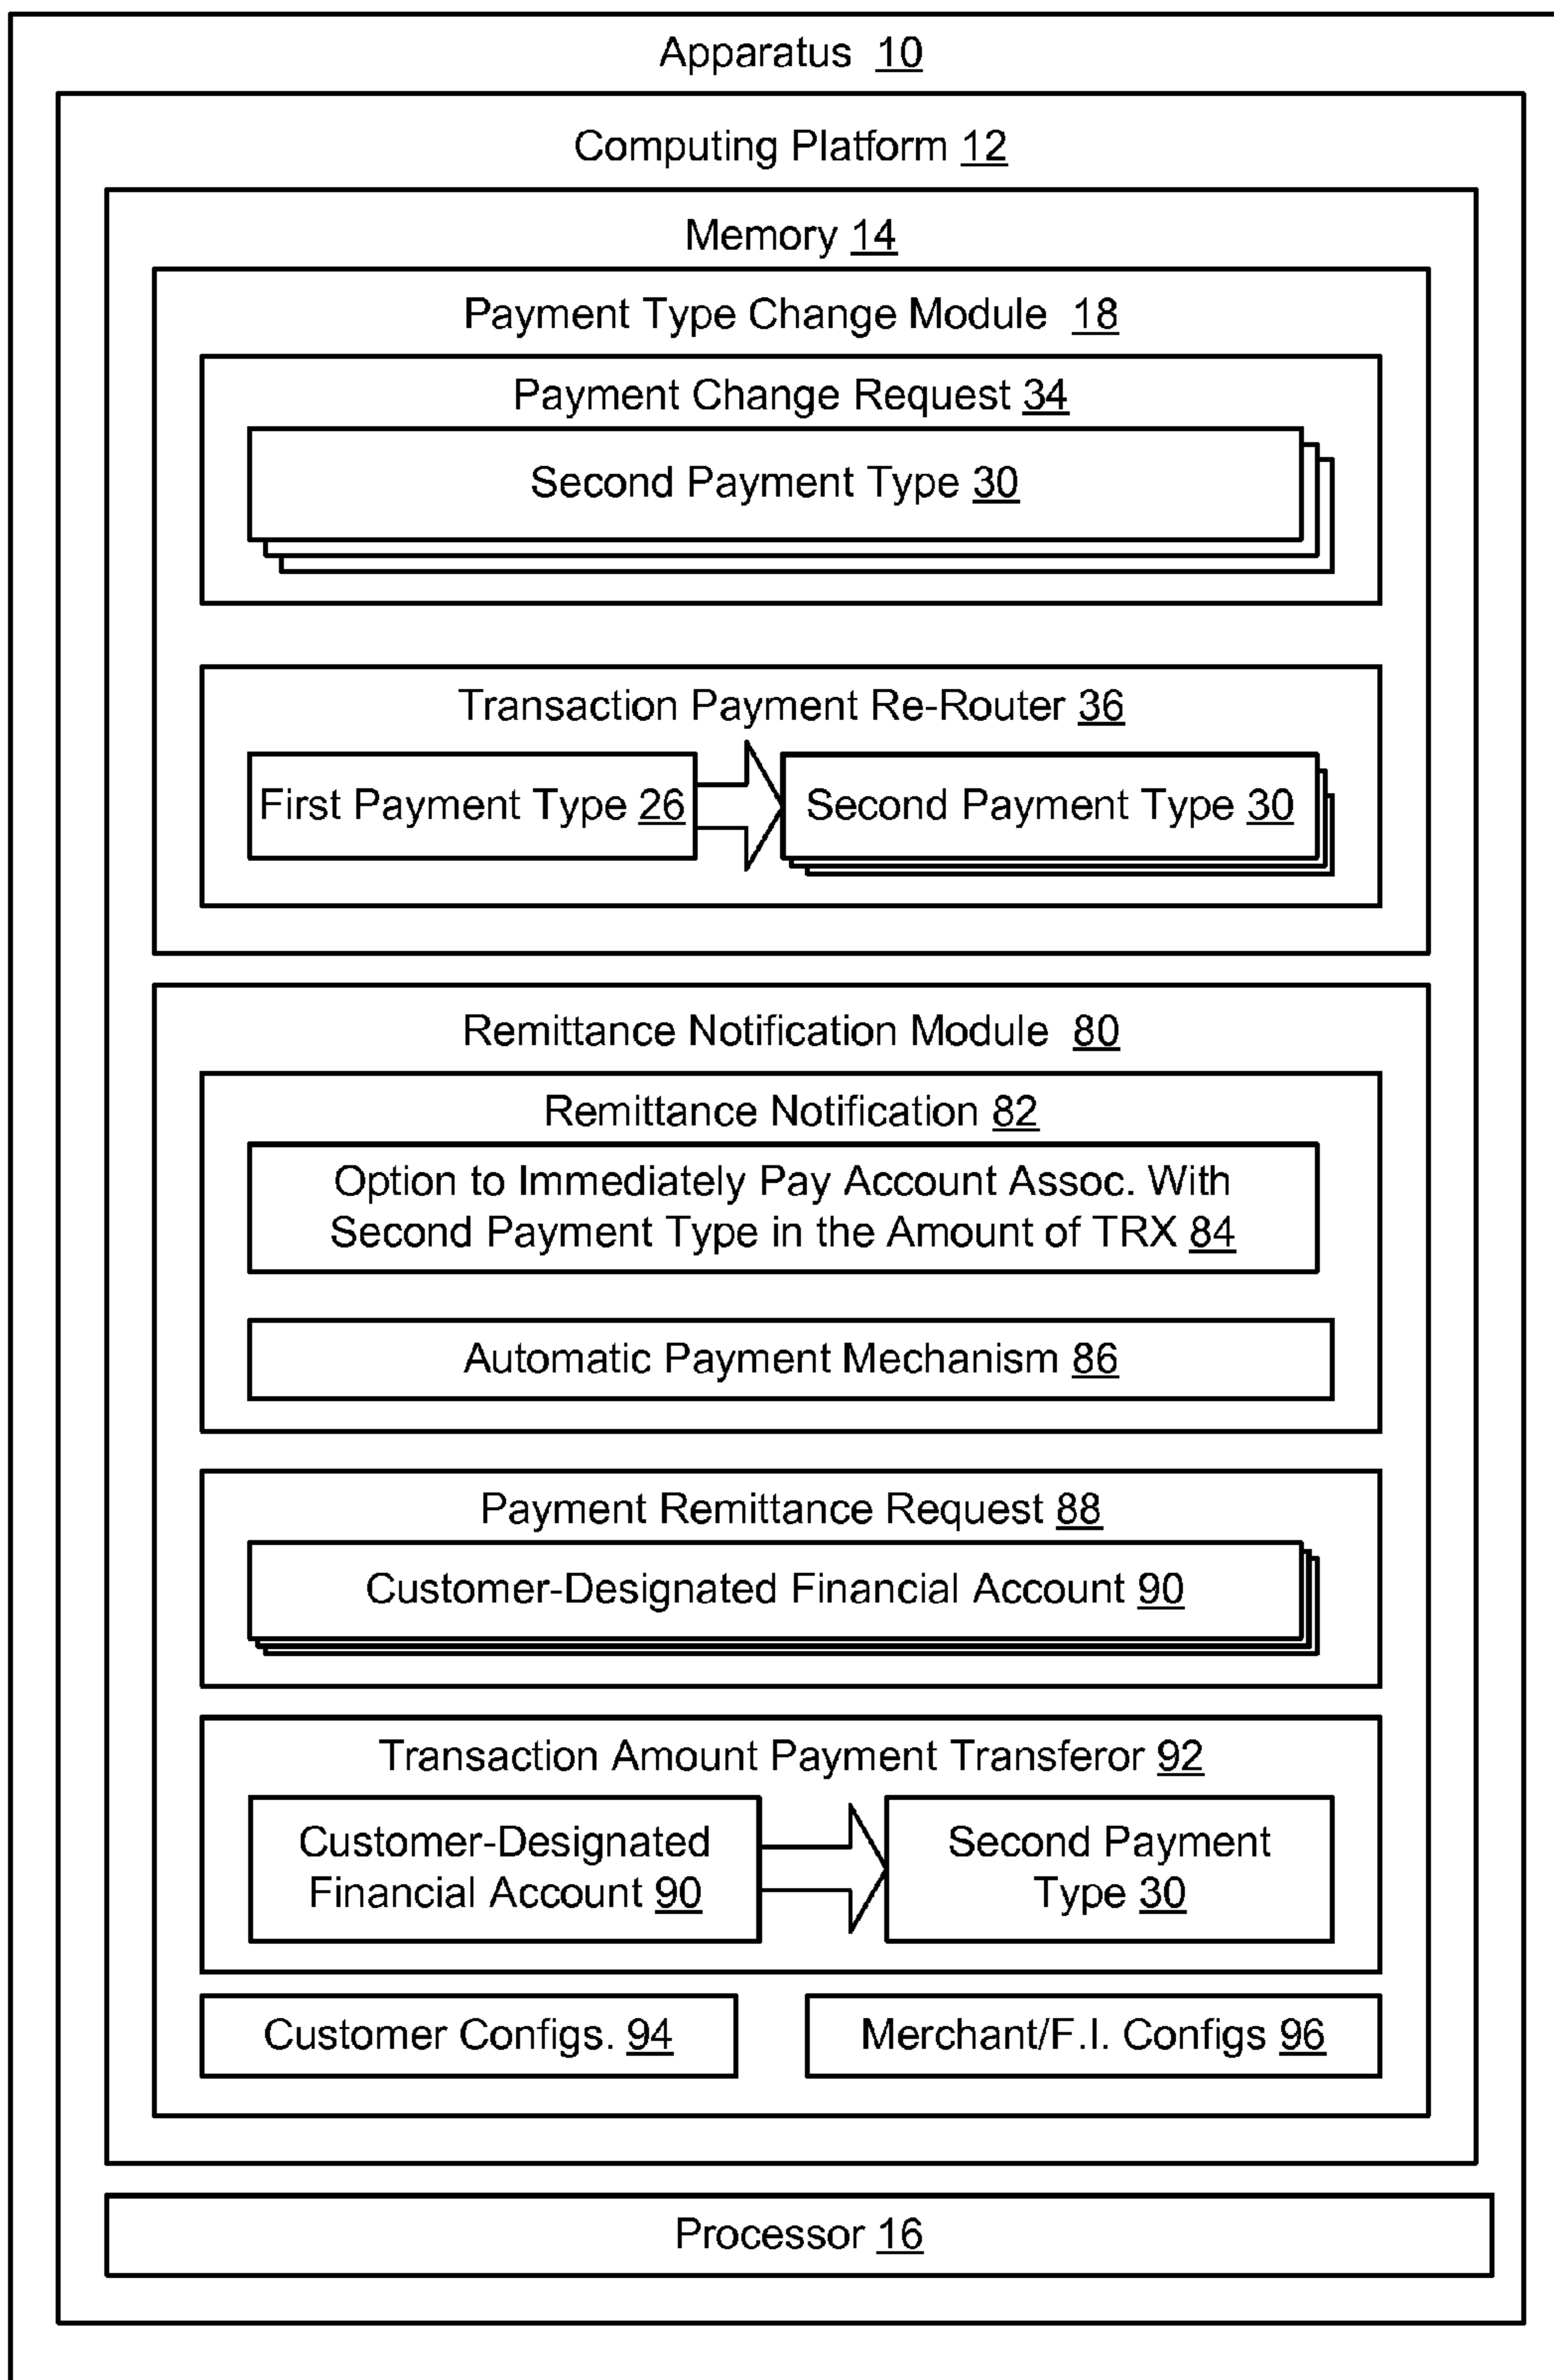 Apparatus 10
Computing Platform 12
Memory 14
Payment Type Change Module 18
Payment Change Request 34
Second Payment Type 30
Transaction Payment Re-Router 36
First Payment Type 26
Second Payment Type 30
Remittance Notification Module 80
Remittance Notification 82
Option to Immediately Pay Account Assoc. With
Second Payment Type in the Amount of TRX 84
Automatic Payment Mechanism 86
Payment Remittance Request 88
Customer-Designated Financial Account 90
Transaction Amount Payment Transferor 92
Customer-Designated
Financial Account 90
Second Payment
Type 30
Customer Configs. 94
Merchant/F.I. Configs 96
Processor 16